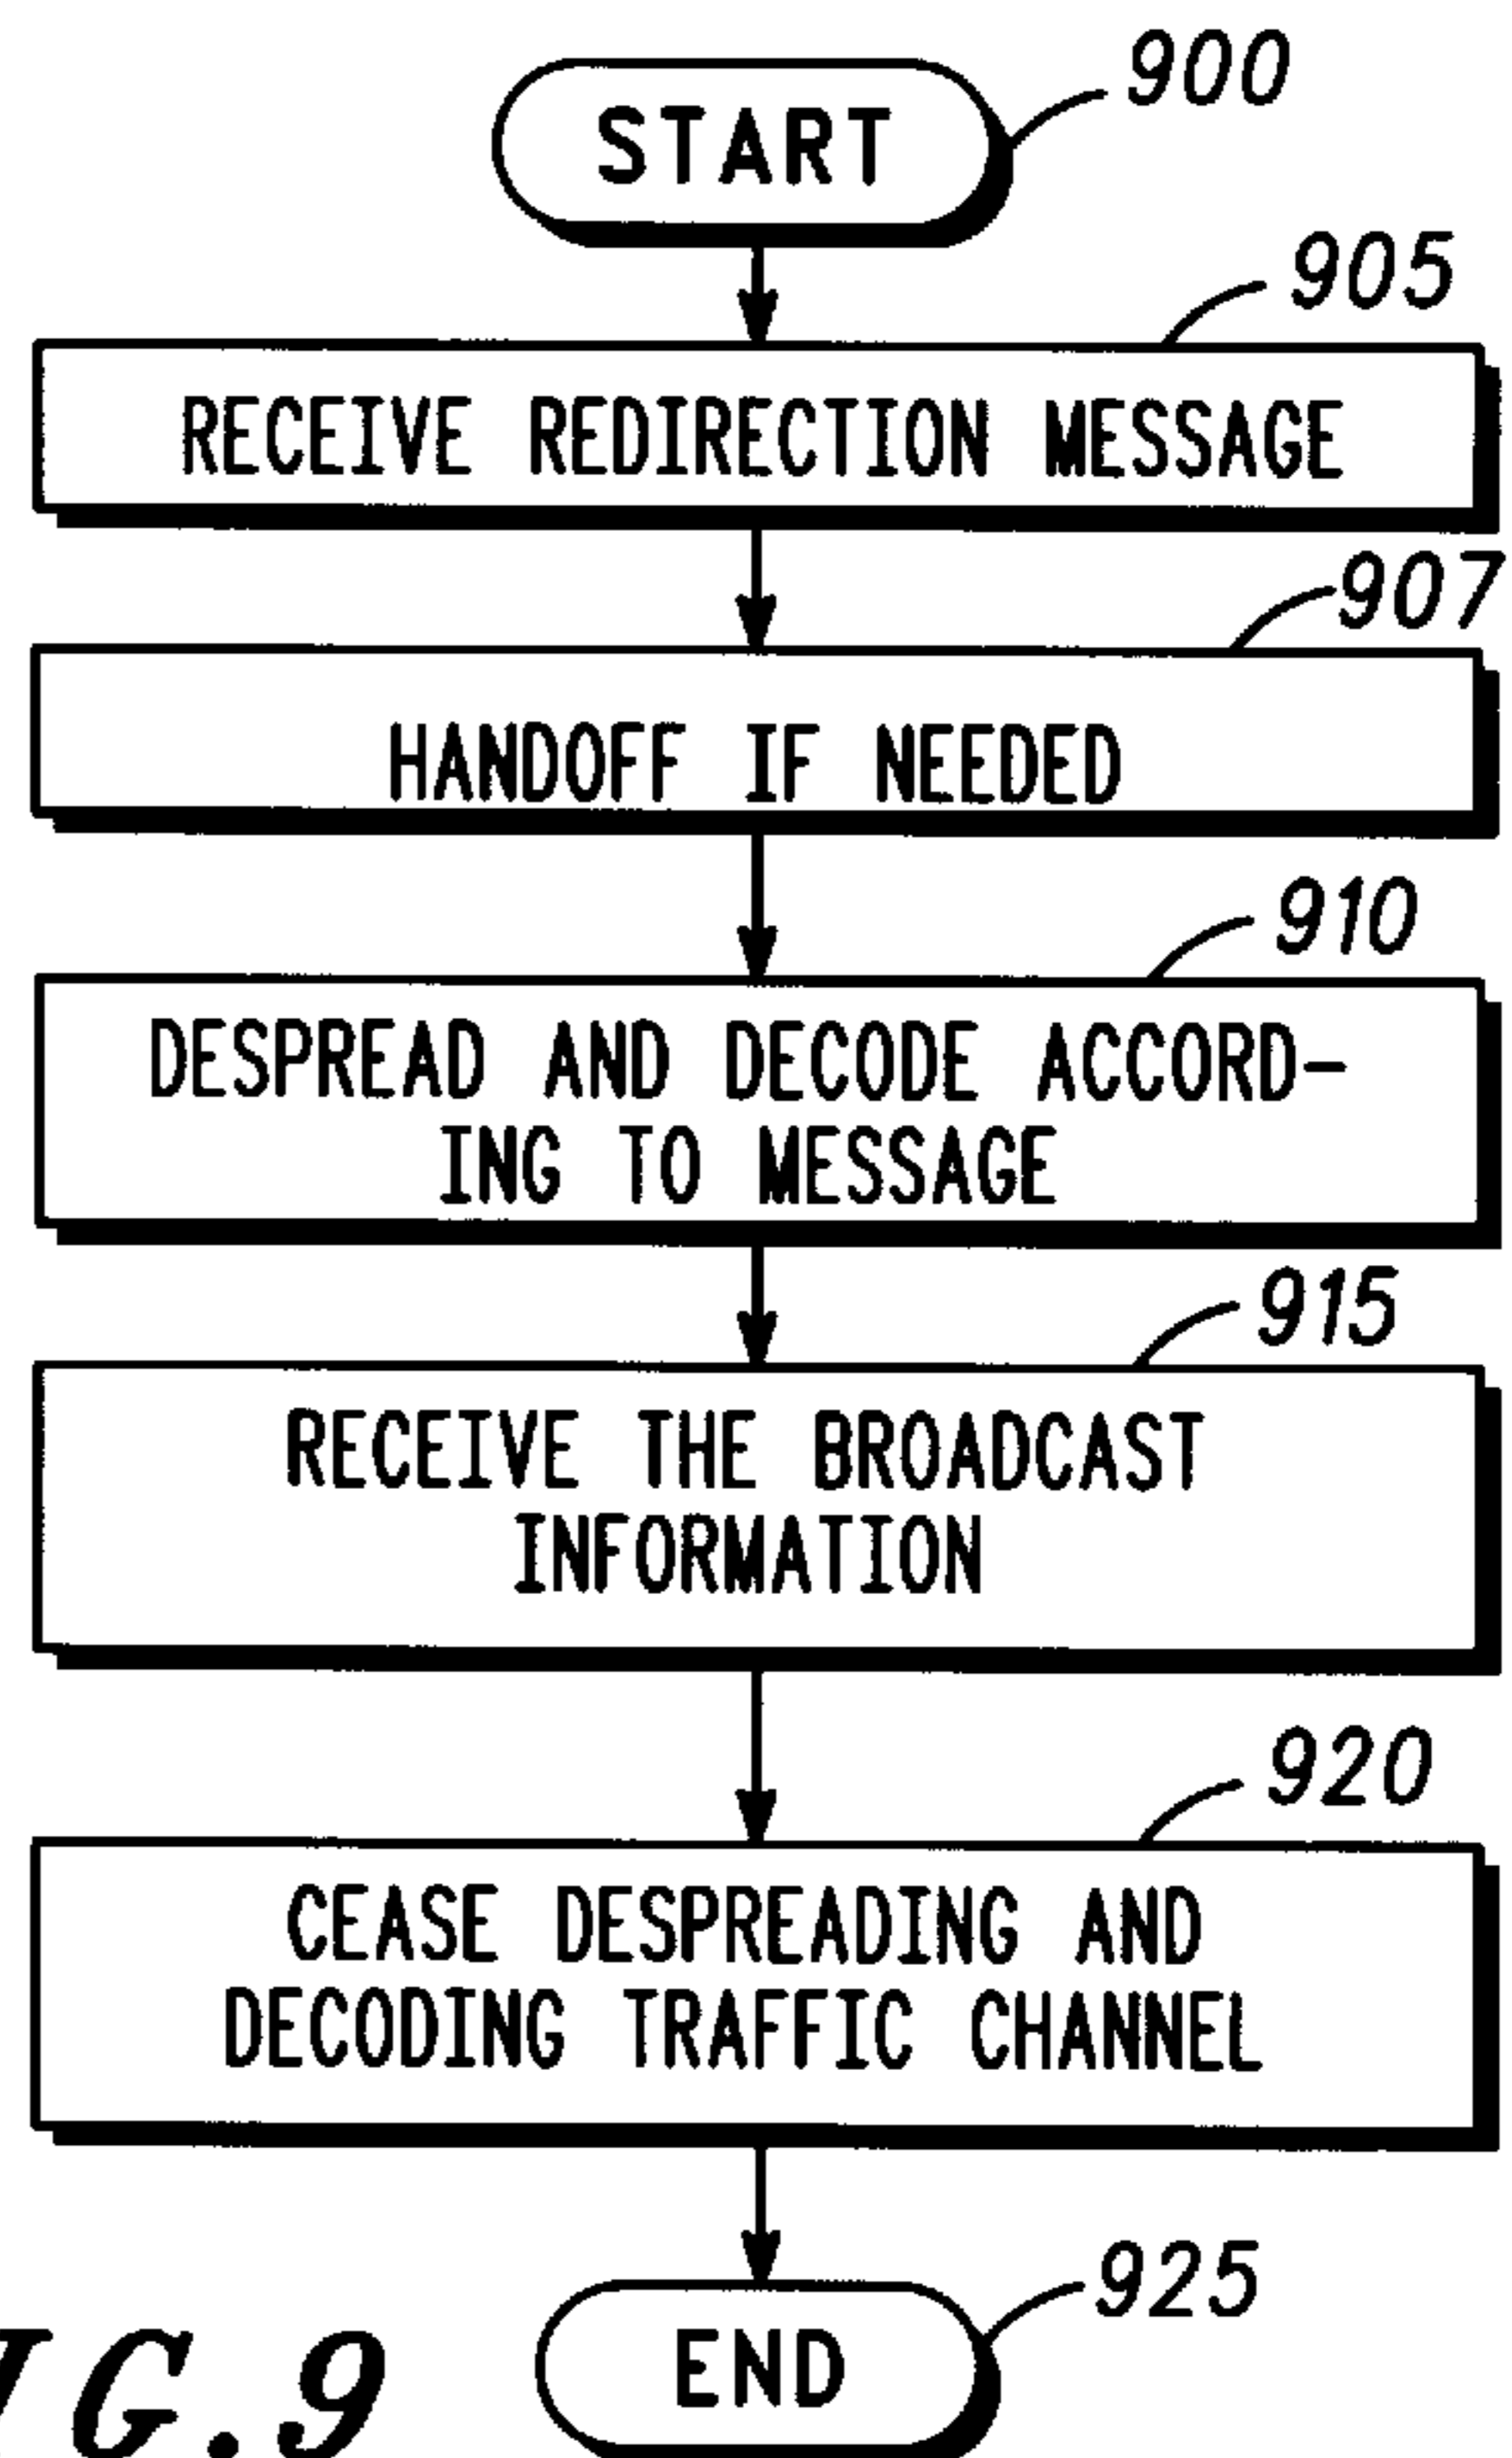 900
START
905
RECEIVE REDIRECTION MESSAGE
907
HANDOFF IF NEEDED
910
DESPREAD AND DECODE ACCORD-
ING TO MESSAGE
915
RECEIVE THE BROADCAST
INFORMATION
920
CEASE DESPREADING AND
DECODING TRAFFIC CHANNEL
925
END
IG.9